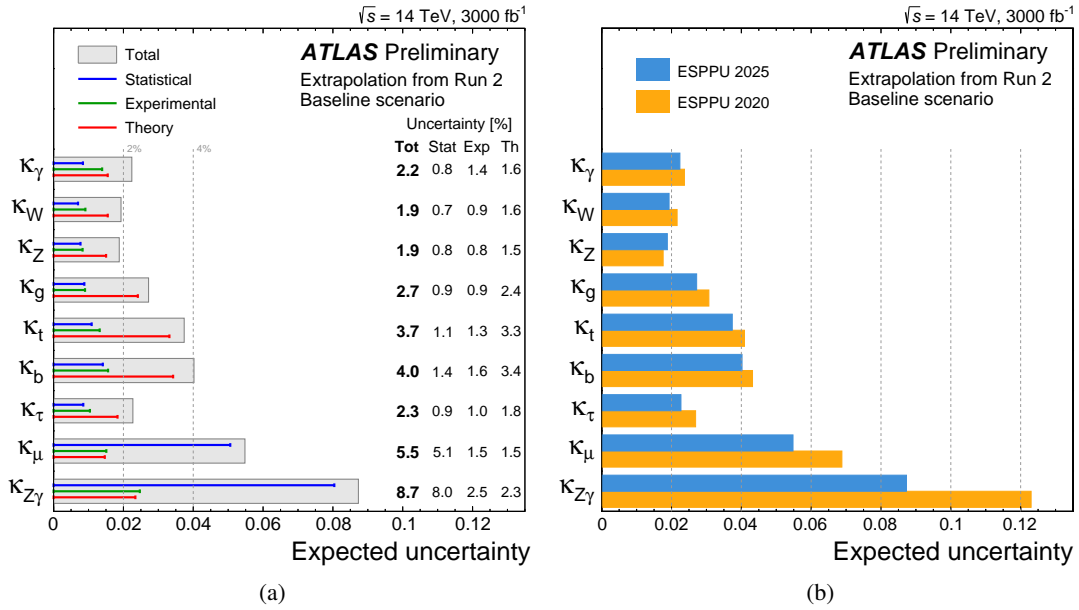 √s = 14 TeV, 3000 fb⁻¹
ATLAS Preliminary
Extrapolation from Run 2
Baseline scenario
Total
Statistical
Experimental
Theory
Uncertainty [%]
Tot Stat Exp Th
2% 4%
κγ 2.2 0.8 1.4 1.6
κW 1.9 0.7 0.9 1.6
κZ 1.9 0.8 0.8 1.5
κg 2.7 0.9 0.9 2.4
κt 3.7 1.1 1.3 3.3
κb 4.0 1.4 1.6 3.4
κτ 2.3 0.9 1.0 1.8
κμ 5.5 5.1 1.5 1.5
κZγ 8.7 8.0 2.5 2.3
0 0.02 0.04 0.06 0.08 0.1 0.12
Expected uncertainty
(a)
√s = 14 TeV, 3000 fb⁻¹
ATLAS Preliminary
Extrapolation from Run 2
Baseline scenario
ESPPU 2025
ESPPU 2020
κγ
κW
κZ
κg
κt
κb
κτ
κμ
κZγ
0 0.02 0.04 0.06 0.08 0.1 0.12
Expected uncertainty
(b)